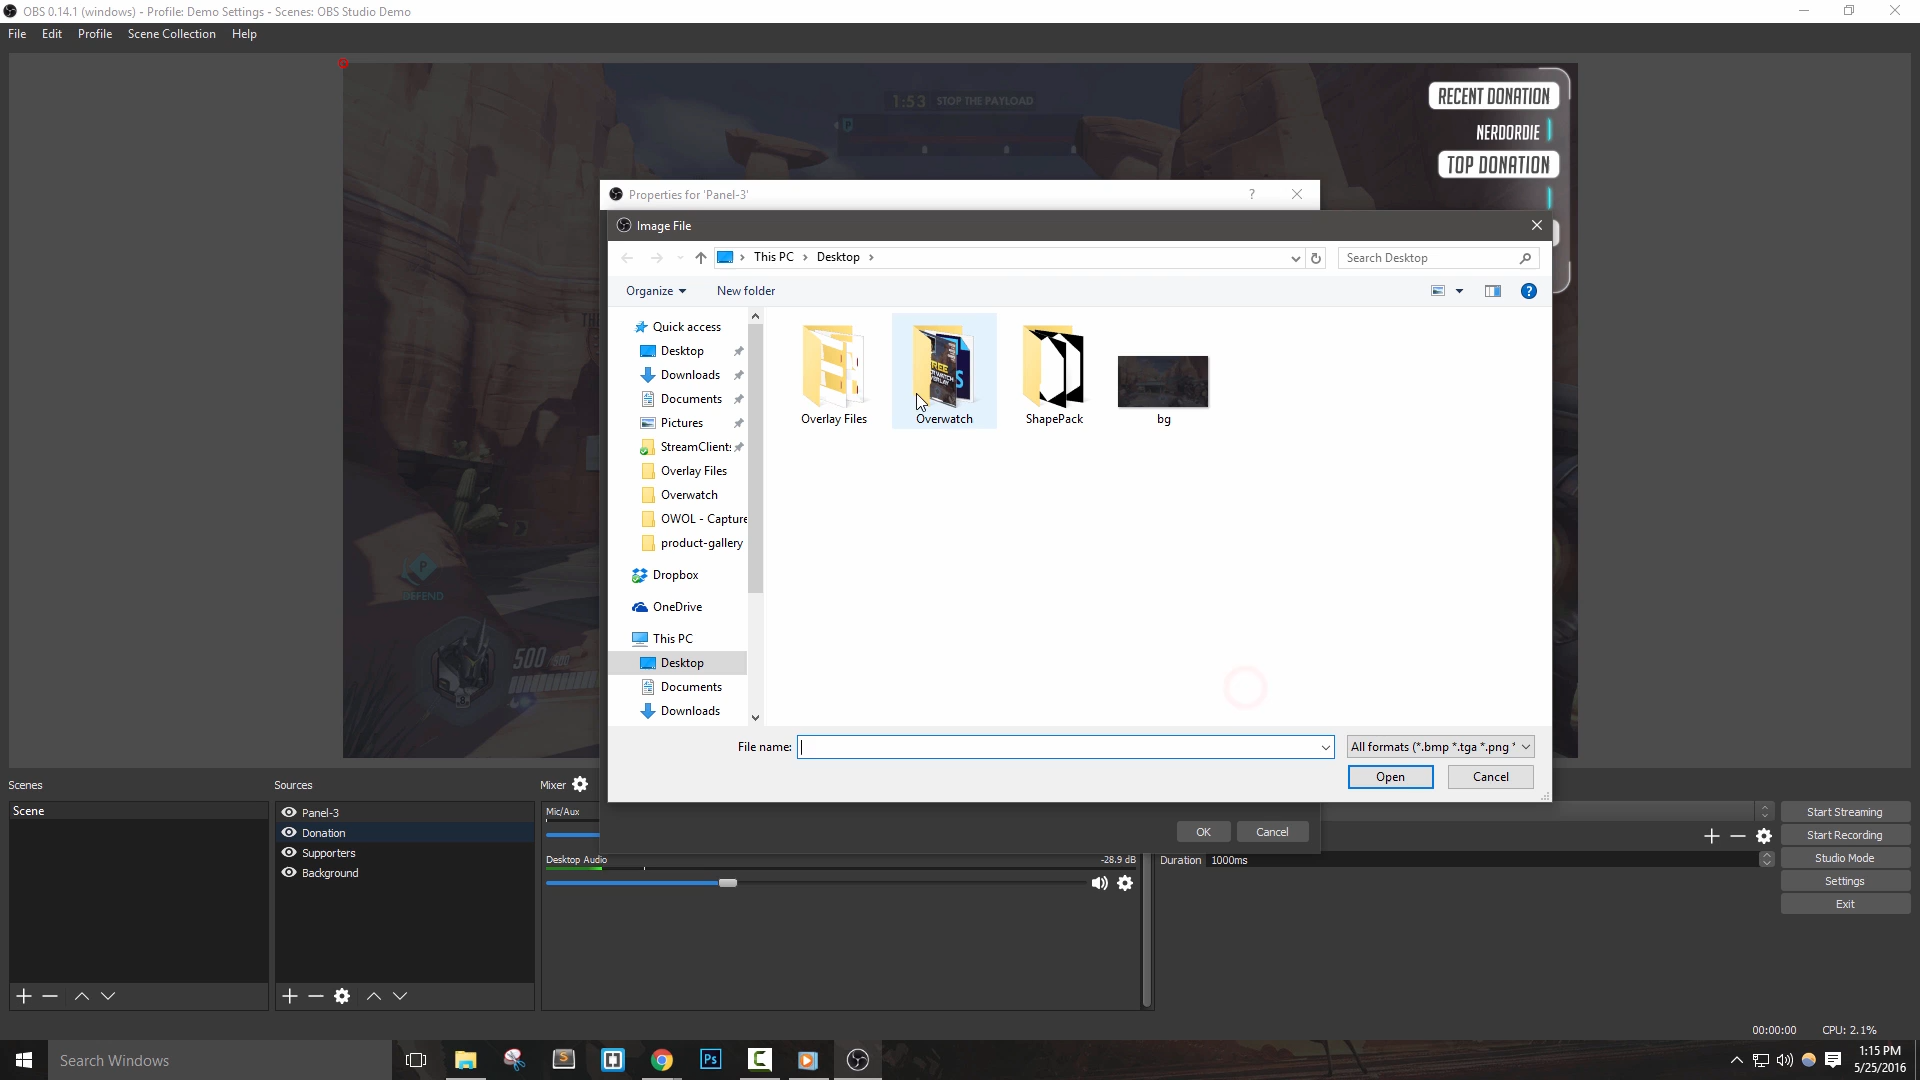 OBS 0.14.1 (windows) - Profile: Demo Settings - Scenes: OBS Studio Demo
File Edit Profile Scene Collection Help
1:53 STOP THE PAYLOAD
RECENT DONATION
NERDORDIE
TOP DONATION
Properties for 'Panel-3'
Image File
This PC > Desktop >
Search Desktop
Organize
New folder
Quick access
Desktop
Downloads
Documents
Pictures
StreamClients
Overlay Files
Overwatch
OWOL - Capture
product-gallery
Dropbox
OneDrive
This PC
Desktop
Documents
Downloads
Overlay Files
Overwatch
ShapePack
bg
P
DEFEND
500/500
File name:
All formats (*.bmp *.tga *.png *
Open
Cancel
OK
Cancel
Scenes
Scene
Sources
Panel-3
Donation
Supporters
Background
Mixer
Mic/Aux
Desktop Audio
-28.9 dB
Duration 1000ms
Start Streaming
Start Recording
Studio Mode
Settings
Exit
00:00:00
CPU: 2.1%
Search Windows
Ps
1:15 PM
5/25/2016